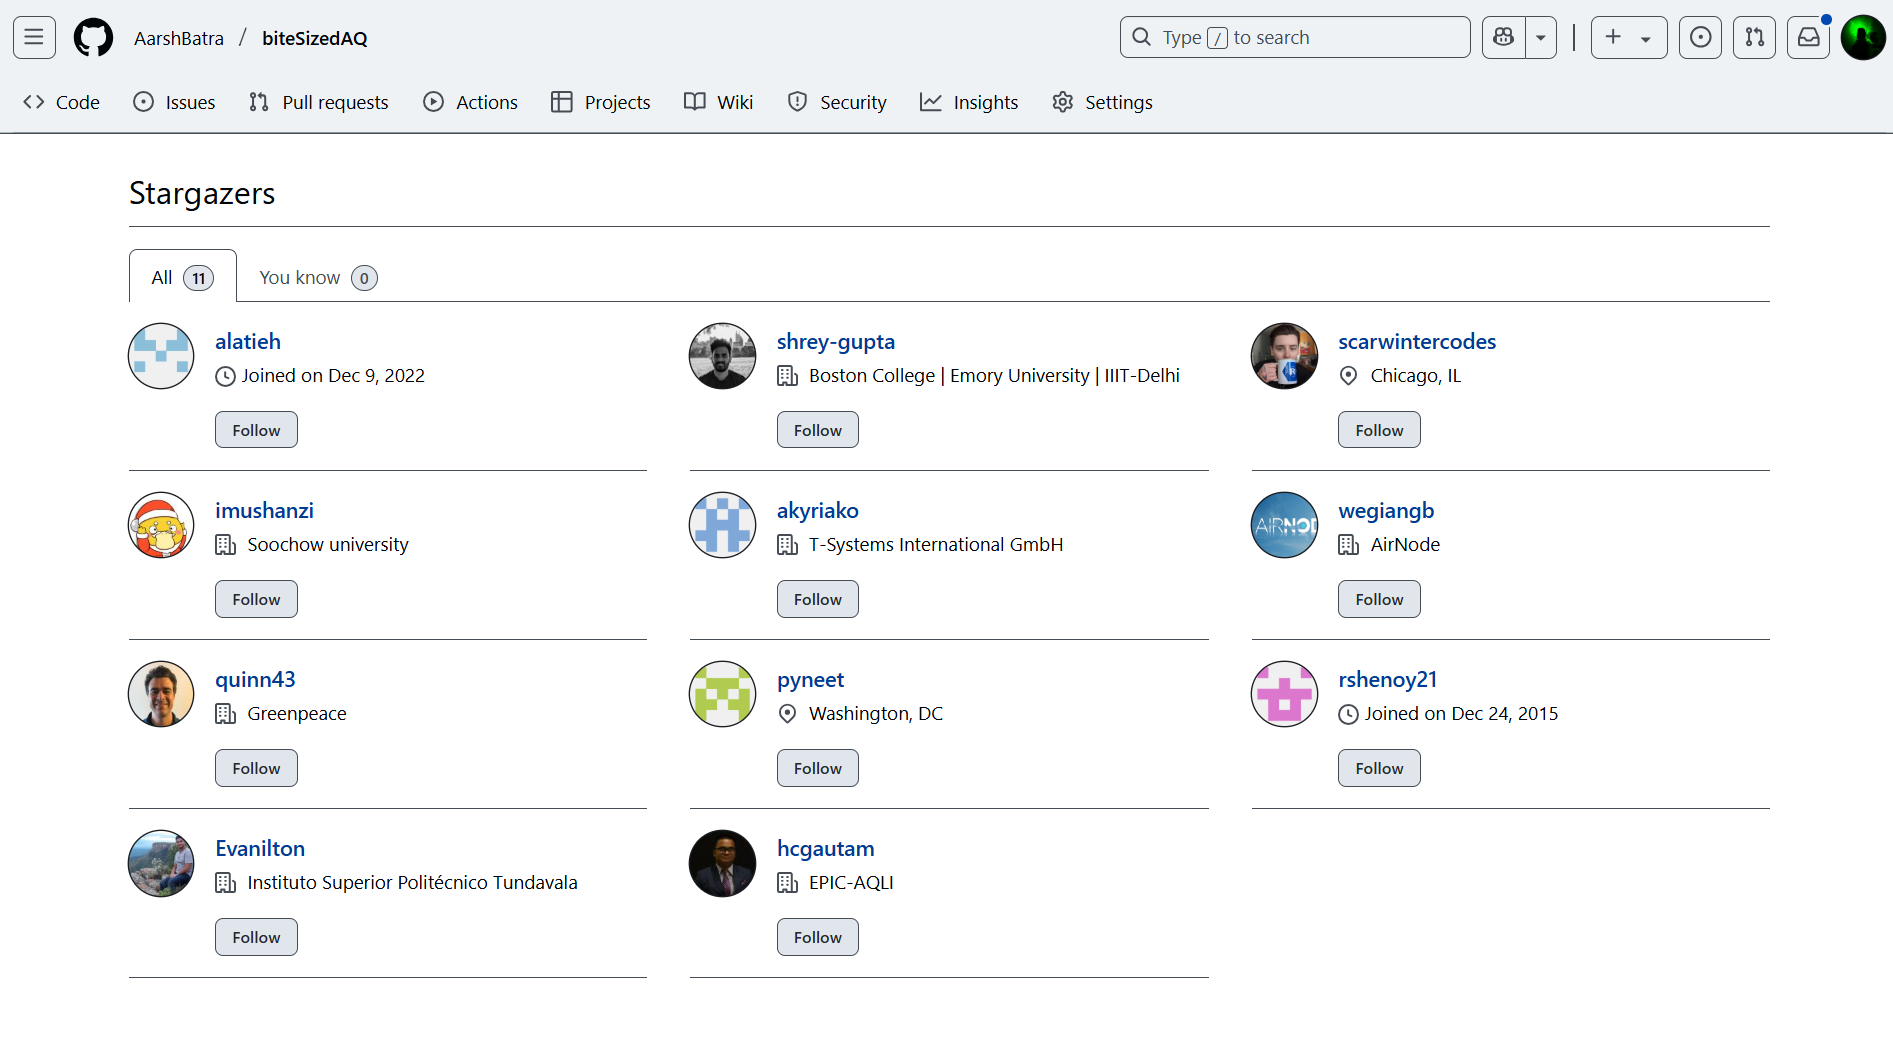 AarshBatra / biteSizedAQ
Type / to search
Code Issues Pull requests Actions Projects Wiki Security Insights Settings
Stargazers
All 11 You know 0
alatieh
Joined on Dec 9, 2022
Follow
shrey-gupta
Boston College | Emory University | IIIT-Delhi
Follow
scarwintercodes
Chicago, IL
Follow
imushanzi
Soochow university
Follow
akyriako
T-Systems International GmbH
Follow
AIRNOD
wegiangb
AirNode
Follow
quinn43
Greenpeace
Follow
pyneet
Washington, DC
Follow
rshenoy21
Joined on Dec 24, 2015
Follow
Evanilton
Instituto Superior Politécnico Tundavala
Follow
hcgautam
EPIC-AQLI
Follow